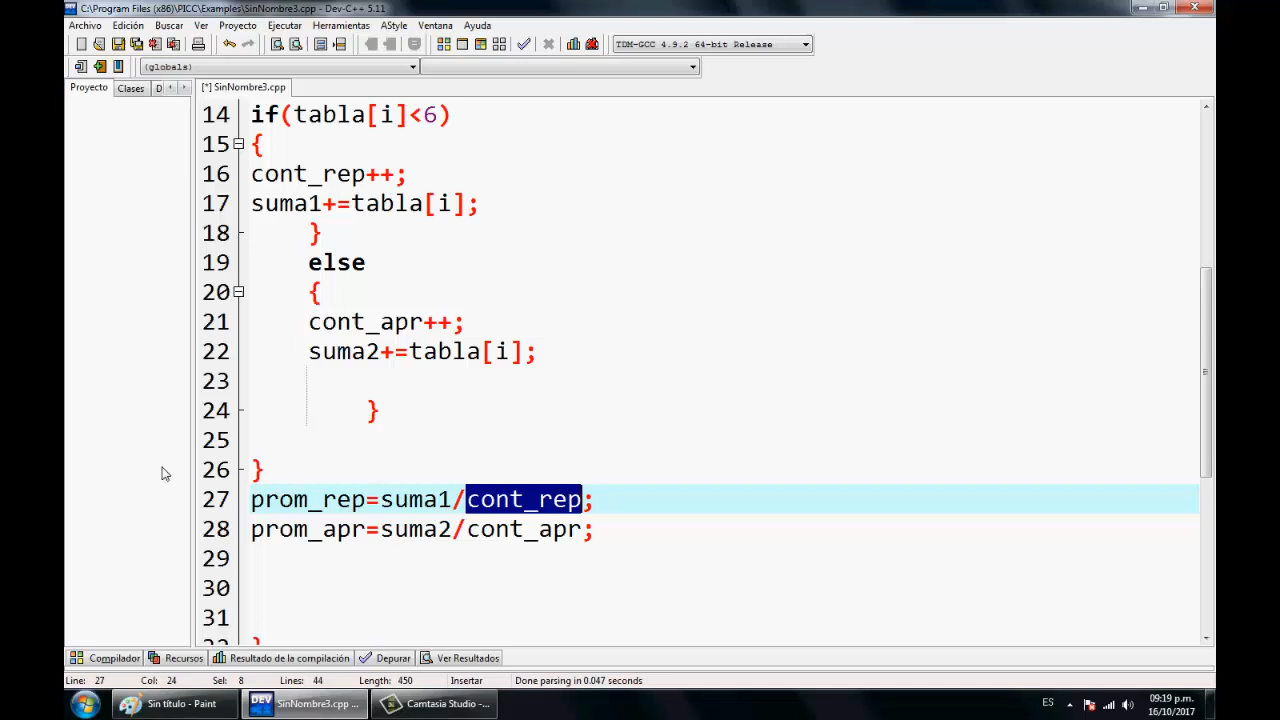 C:\Program Files (x86)\PICC\Examples\SinNombre3.cpp - Dev-C++ 5.11
Archivo Edición Buscar Ver Proyecto Ejecutar Herramientas AStyle Ventana Ayuda
TDM-GCC 4.9.2 64-bit Release
(globals)
Proyecto Clases D [*] SinNombre3.cpp
14 if(tabla[i]<6)
15 {
16 cont_rep++;
17 suma1+=tabla[i];
18 }
19 else
20 {
21 cont_apr++;
22 suma2+=tabla[i];
23
24 }
25
26 }
27 prom_rep=suma1/cont_rep;
28 prom_apr=suma2/cont_apr;
29
30
31
32 }
Compilador Recursos Resultado de la compilación Depurar Ver Resultados
Line: 27 Col: 24 Sel: 8 Lines: 44 Length: 450 Insertar Done parsing in 0.047 seconds
Sin título - Paint DEV SinNombre3.cpp ... Camtasia Studio -... ES 09:19 p.m.
16/10/2017